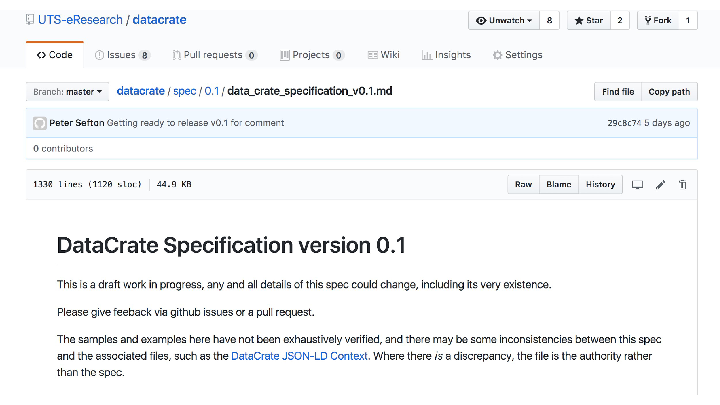 UTS-eResearch / datacrate
Unwatch 8 Star 2 Fork 1
Code Issues 8 Pull requests 0 Projects 0 Wiki Insights Settings
Branch: master datacrate / spec / 0.1 / data_crate_specification_v0.1.md Find file Copy path
Peter Sefton Getting ready to release v0.1 for comment 29c8c74 5 days ago
0 contributors
1330 lines (1120 sloc) 44.9 KB Raw Blame History
DataCrate Specification version 0.1
This is a draft work in progress, any and all details of this spec could change, including its very existence.
Please give feeback via github issues or a pull request.
The samples and examples here have not been exhaustively verified, and there may be some inconsistencies between this spec
and the associated files, such as the DataCrate JSON-LD Context. Where there is a discrepancy, the file is the authority rather
than the spec.